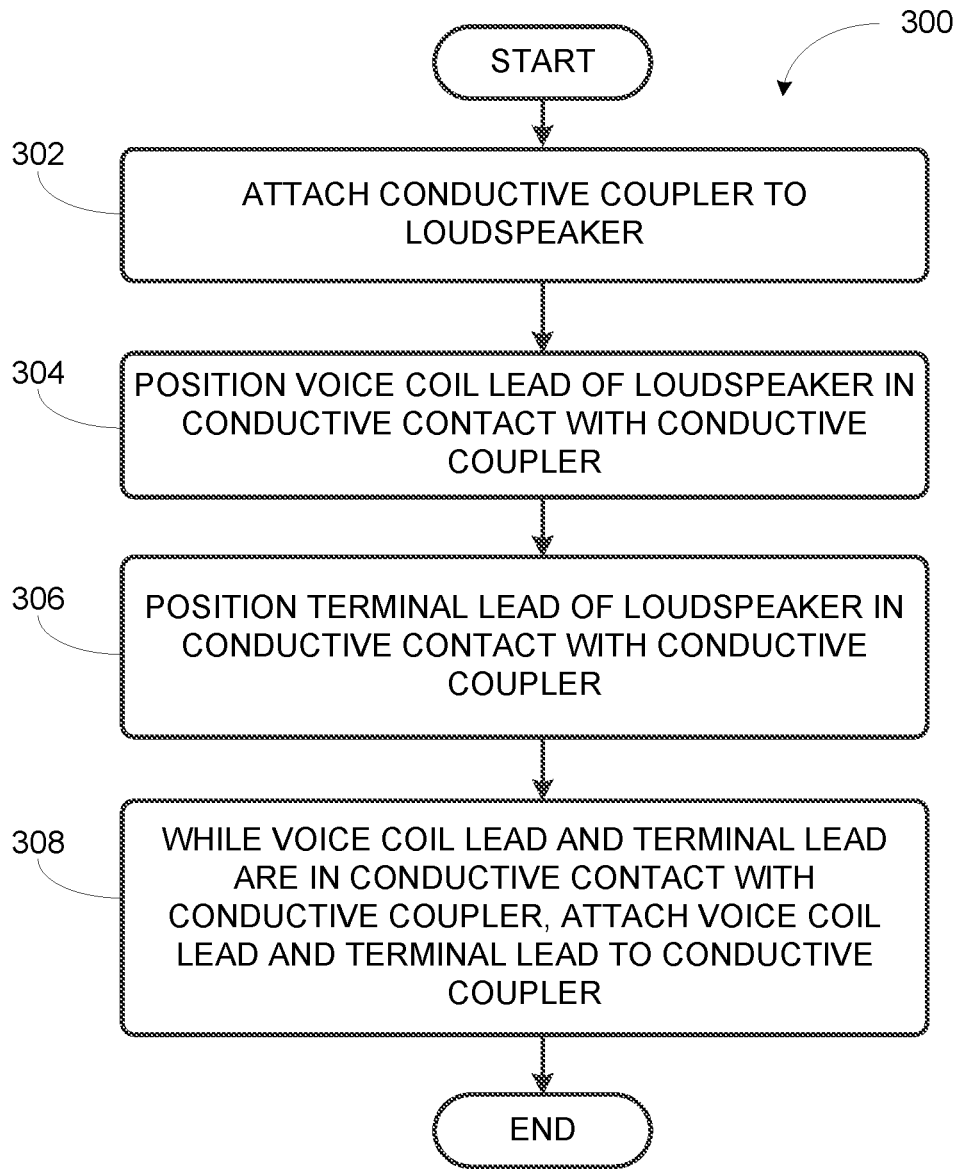 300
START
302
ATTACH CONDUCTIVE COUPLER TO
LOUDSPEAKER
304
POSITION VOICE COIL LEAD OF LOUDSPEAKER IN
CONDUCTIVE CONTACT WITH CONDUCTIVE
COUPLER
306
POSITION TERMINAL LEAD OF LOUDSPEAKER IN
CONDUCTIVE CONTACT WITH CONDUCTIVE
COUPLER
308
WHILE VOICE COIL LEAD AND TERMINAL LEAD
ARE IN CONDUCTIVE CONTACT WITH
CONDUCTIVE COUPLER, ATTACH VOICE COIL
LEAD AND TERMINAL LEAD TO CONDUCTIVE
COUPLER
END